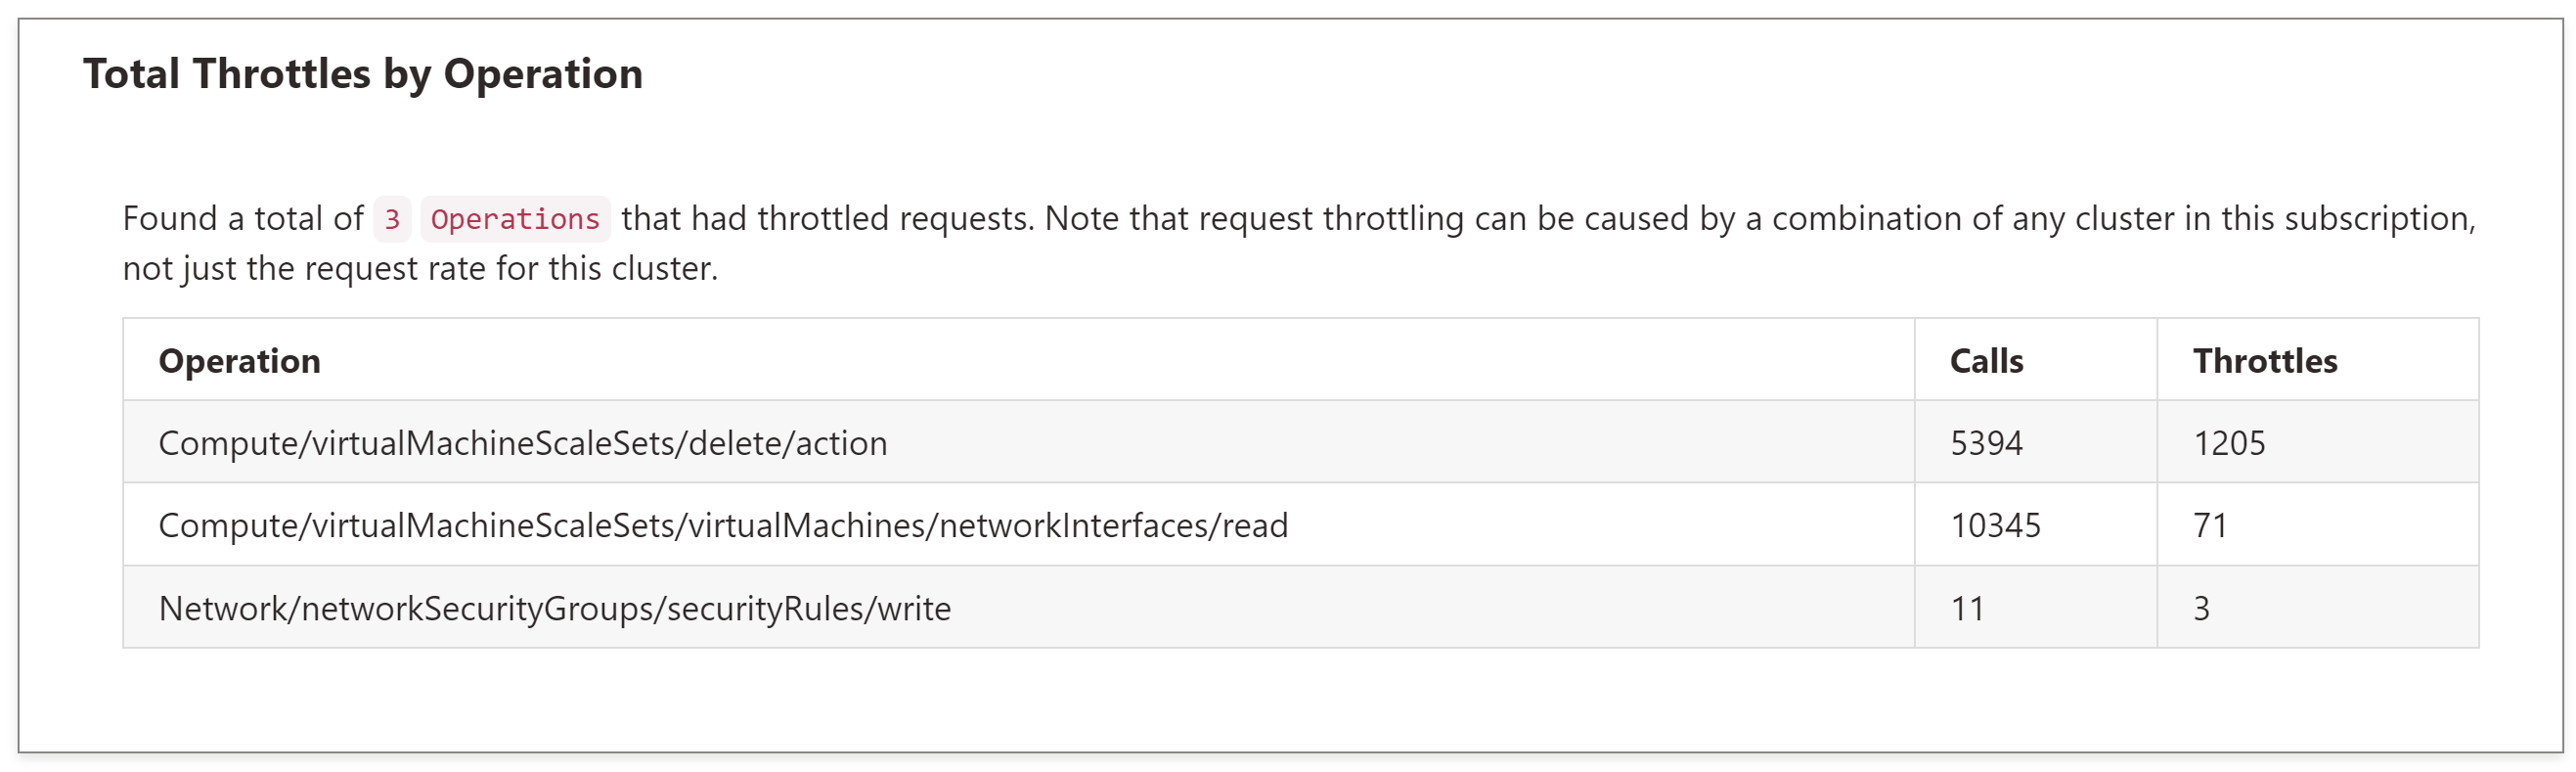 Total Throttles by Operation
Found a total of 3 Operations that had throttled requests. Note that request throttling can be caused by a combination of any cluster in this subscription,
not just the request rate for this cluster.
Operation Calls Throttles
Compute/virtualMachineScaleSets/delete/action 5394 1205
Compute/virtualMachineScaleSets/virtualMachines/networkInterfaces/read 10345 71
Network/networkSecurityGroups/securityRules/write 11 3